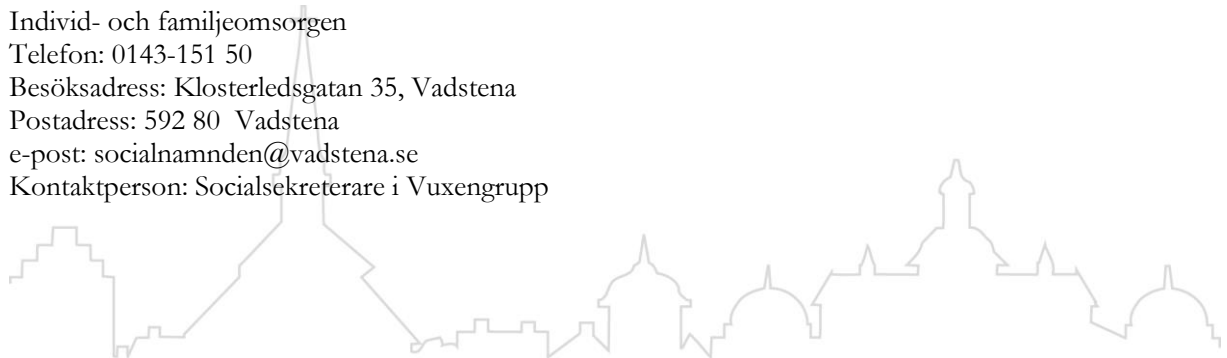 Individ- och familjeomsorgen
Telefon: 0143-151 50
Besöksadress: Klosterledsgatan 35, Vadstena
Postadress: 592 80  Vadstena
e-post: socialnamnden@vadstena.se
Kontaktperson: Socialsekreterare i Vuxengrupp